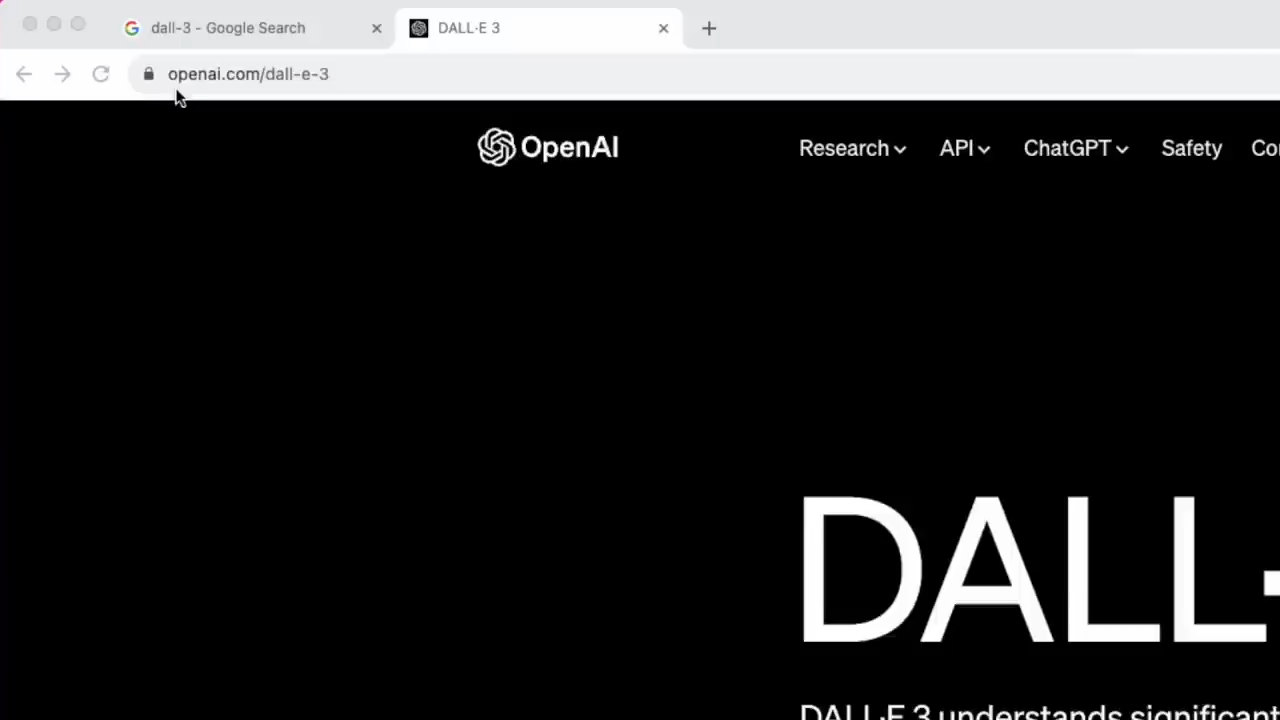 dall-3 - Google Search
DALL·E 3
openai.com/dall-e-3
OpenAI
Research
API
ChatGPT
Safety
DALL·
DALL·E 3 understands significant